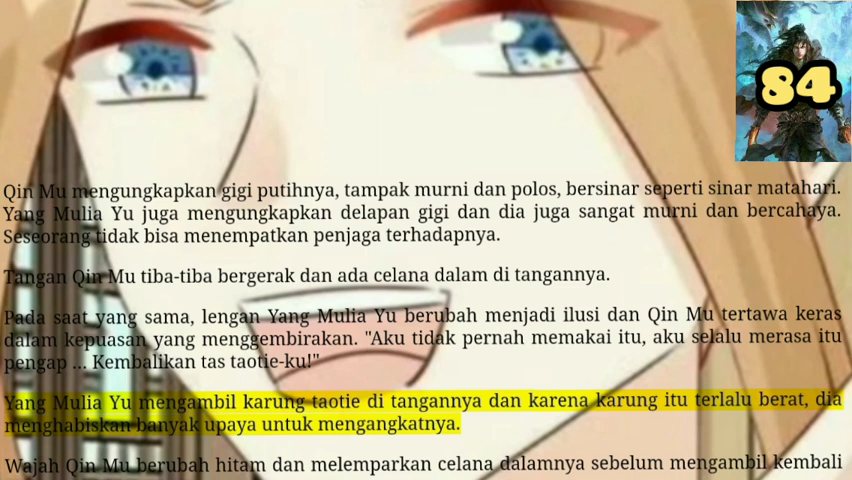 84
Qin Mu mengungkapkan gigi putihnya, tampak murni dan polos, bersinar seperti sinar matahari.
Yang Mulia Yu juga mengungkapkan delapan gigi dan dia juga sangat murni dan bercahaya.
Seseorang tidak bisa menempatkan penjaga terhadapnya.
Tangan Qin Mu tiba-tiba bergerak dan ada celana dalam di tangannya.
Pada saat yang sama, lengan Yang Mulia Yu berubah menjadi ilusi dan Qin Mu tertawa keras
dalam kepuasan yang menggembirakan. "Aku tidak pernah memakai itu, aku selalu merasa itu
pengap ... Kembalikan tas taotie-ku!"
Yang Mulia Yu mengambil karung taotie di tangannya dan karena karung itu terlalu berat, dia
menghabiskan banyak upaya untuk mengangkatnya.
Wajah Qin Mu berubah hitam dan melemparkan celana dalamnya sebelum mengambil kembali